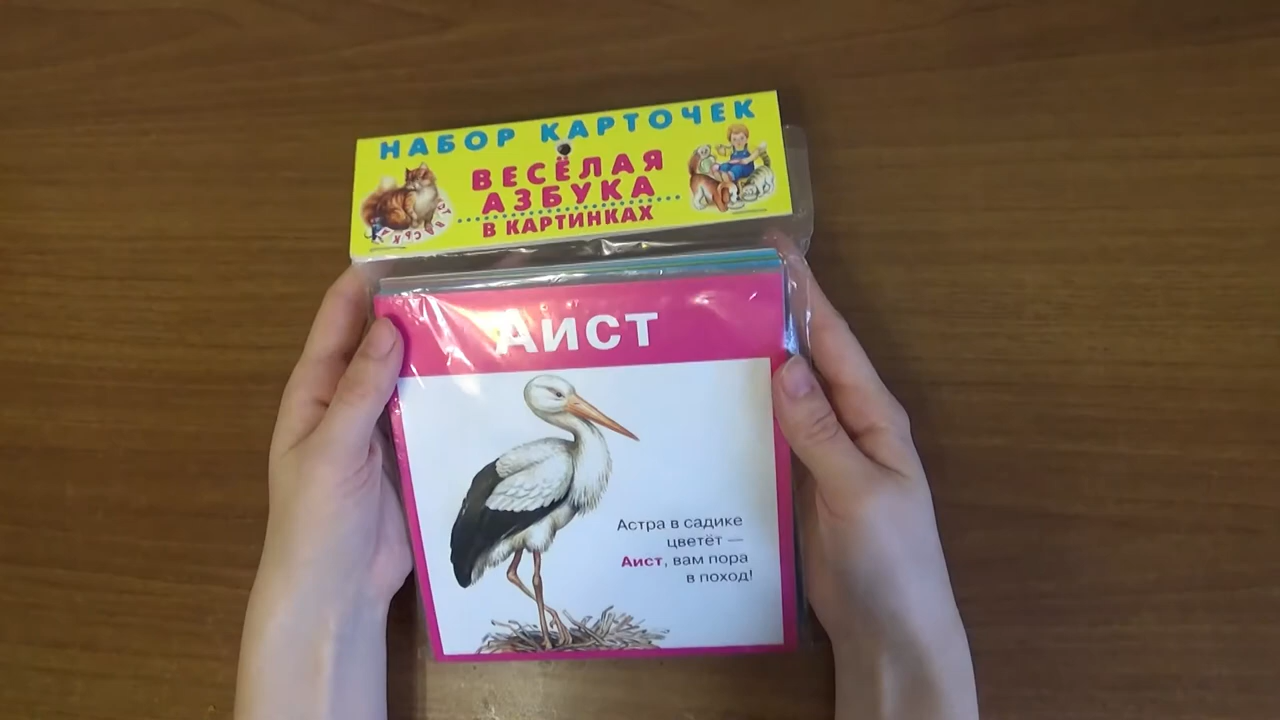 НАБОР КАРТОЧЕК
ВЕСЁЛАЯ
АЗБУКА
В КАРТИНКАХ
Аист
Астра в садике
цветёт —
Аист, вам пора
в поход!